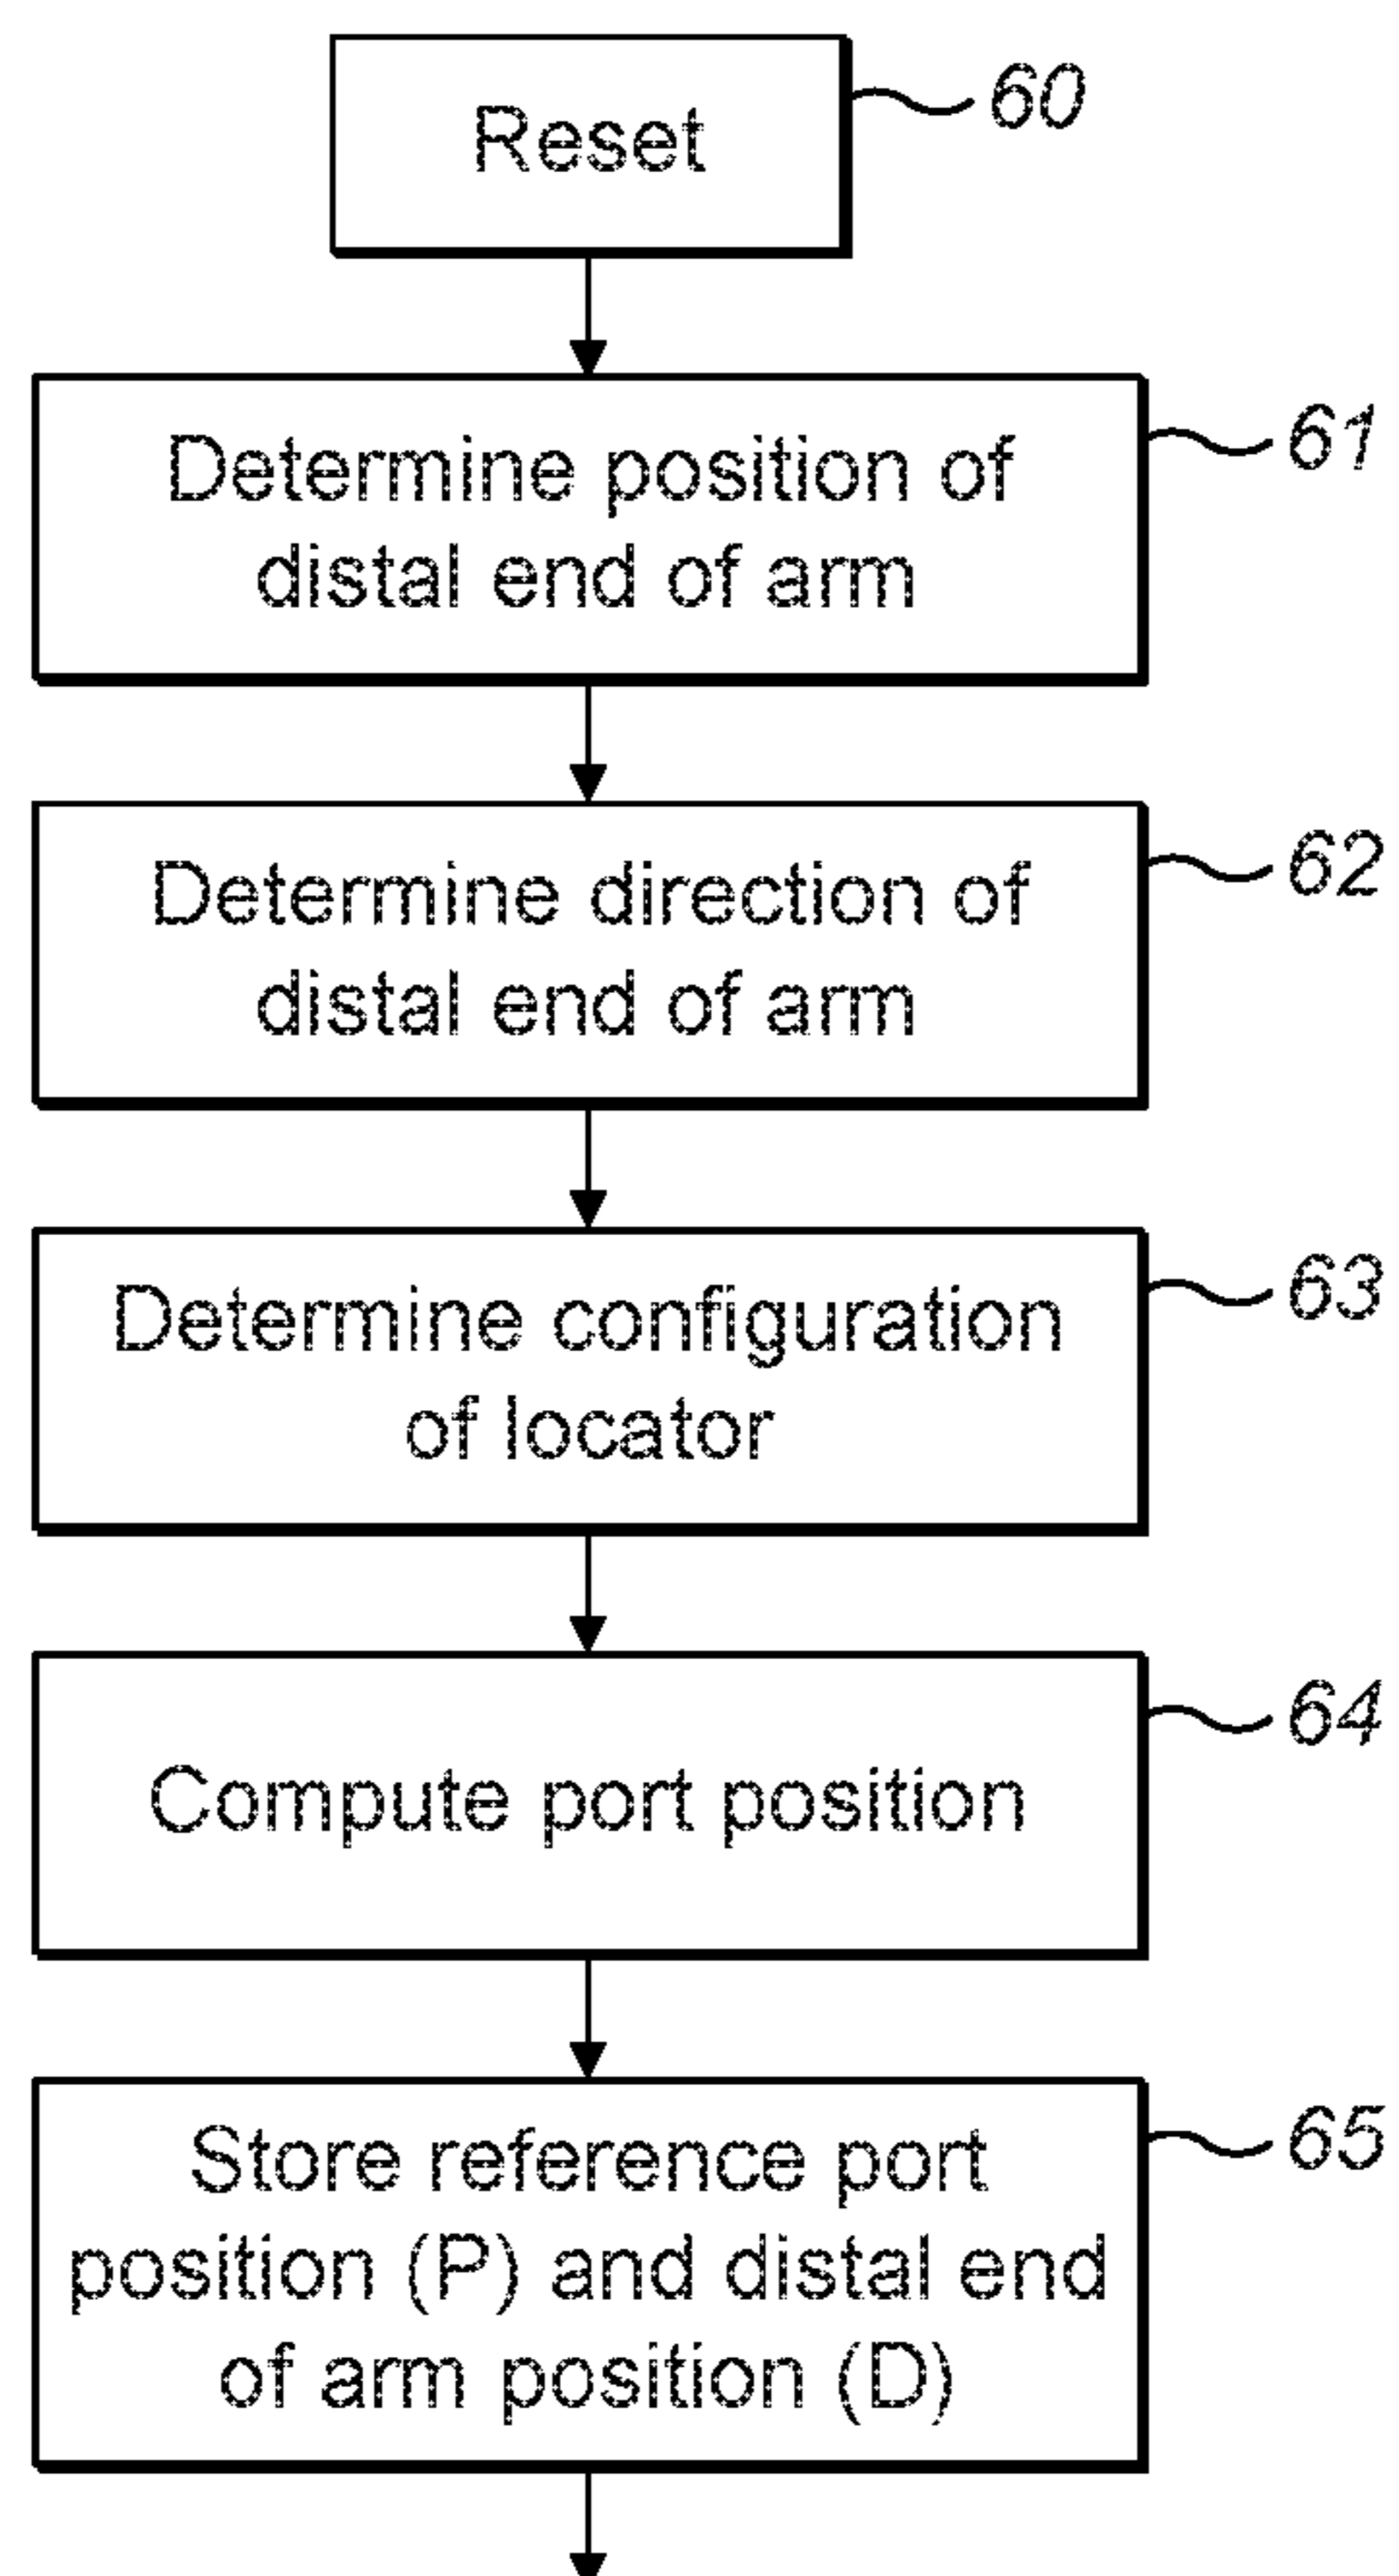 Reset
60
Determine position of
distal end of arm
61
Determine direction of
distal end of arm
62
Determine configuration
of locator
63
Compute port position
64
Store reference port
position (P) and distal end
of arm position (D)
65